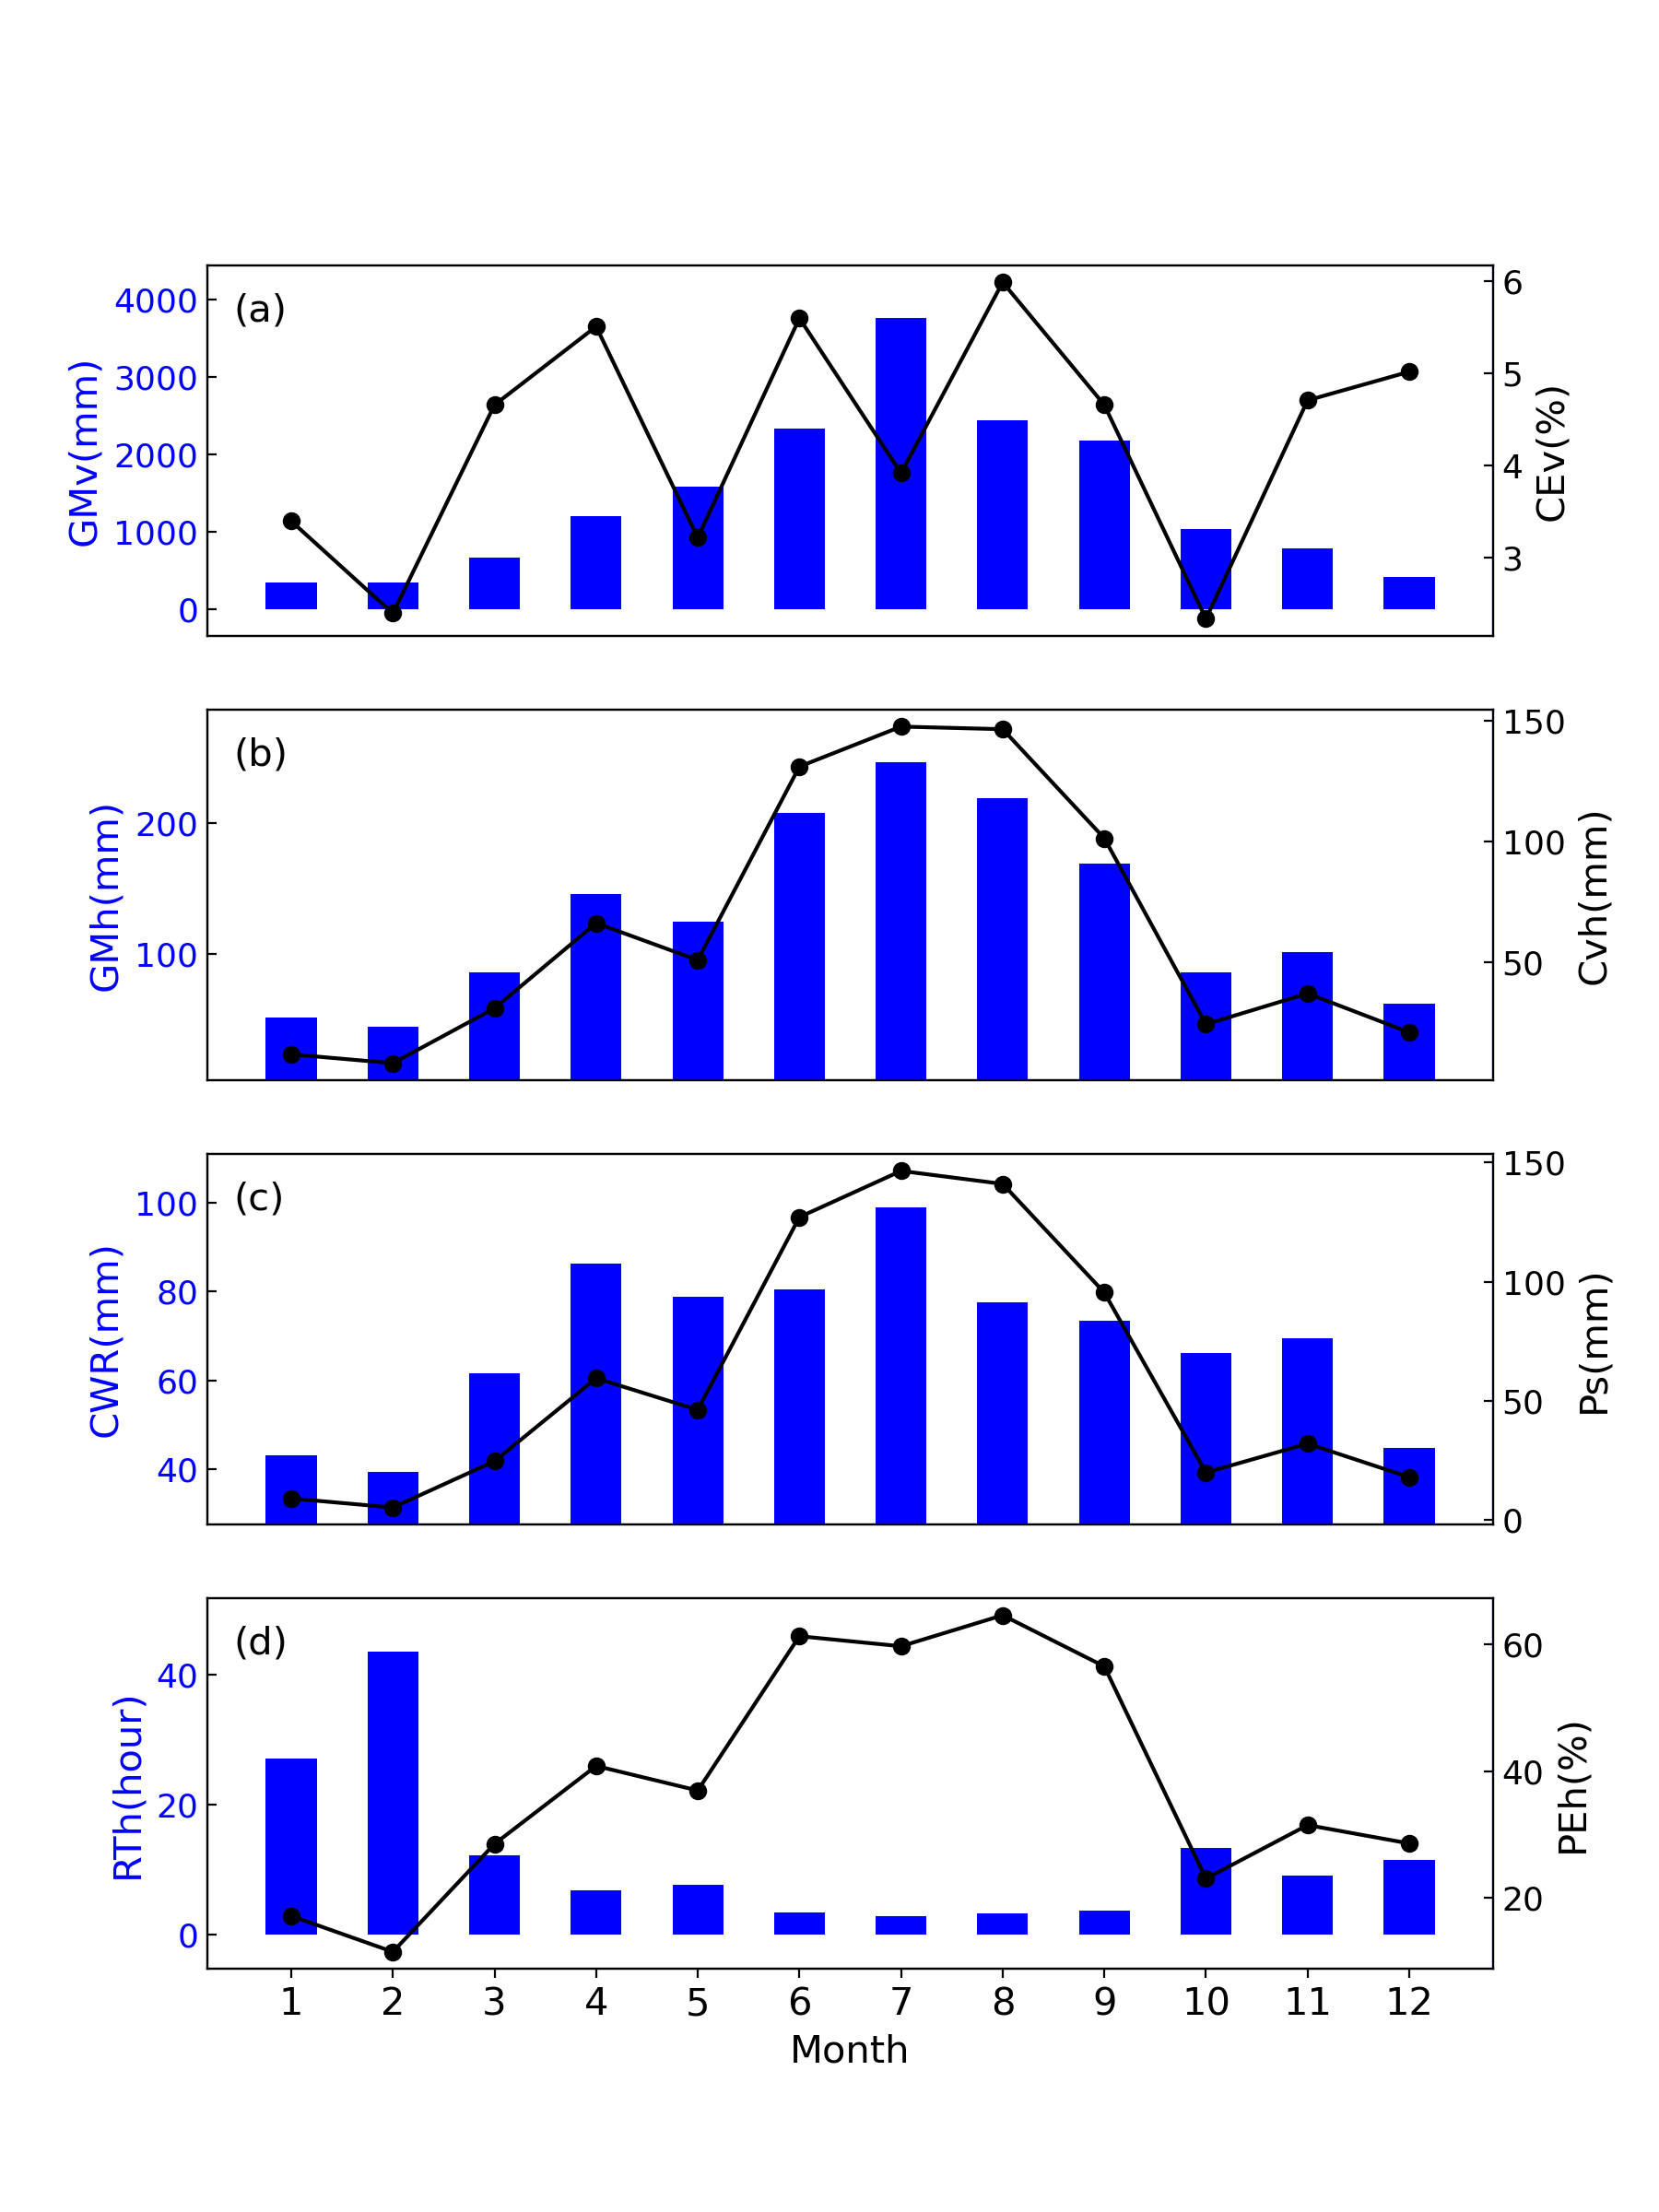 (a)
GMv(mm)
4000
3000
2000
1000
0
6
5
4
3
CEv(%)
(b)
GMh(mm)
200
100
150
100
50
Cvh(mm)
(c)
CWR(mm)
100
80
60
40
150
100
50
0
Ps(mm)
(d)
RTh(hour)
40
20
0
60
40
20
PEh(%)
1 2 3 4 5 6 7 8 9 10 11 12
Month